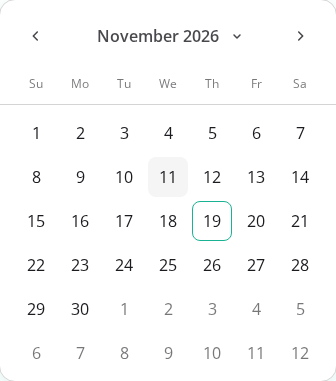 November 2026
Su Mo Tu We Th Fr Sa
1 2 3 4 5 6 7
8 9 10 11 12 13 14
15 16 17 18 19 20 21
22 23 24 25 26 27 28
29 30 1 2 3 4 5
6 7 8 9 10 11 12